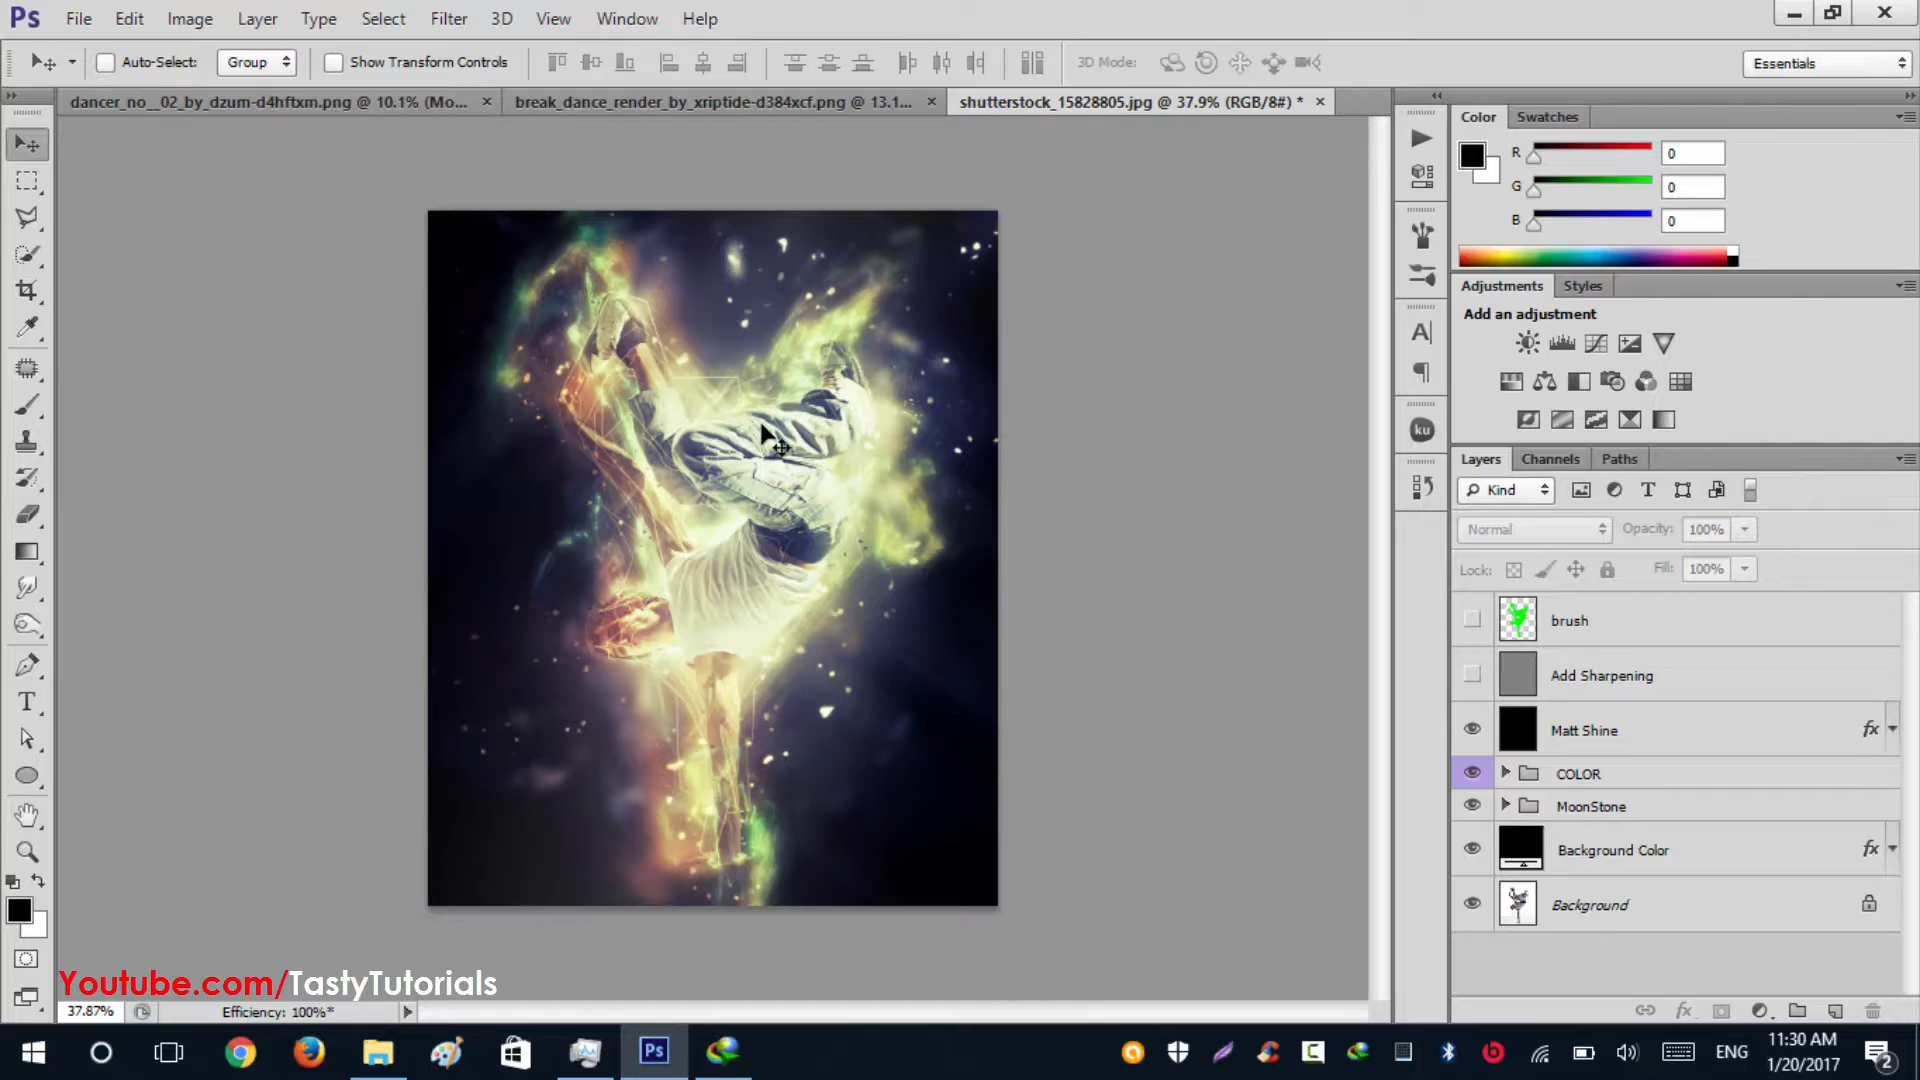 Ps File Edit Image Layer Type Select Filter 3D View Window Help
Auto-Select: Group Show Transform Controls 3D Mode: Essentials
dancer_no__02_by_dzum-d4hftxm.png @ 10.1% (Mo... × break_dance_render_by_xriptide-d384xcf.png @ 13.1... × shutterstock_15828805.jpg @ 37.9% (RGB/8#) * ×
Color Swatches
R 0
G 0
B 0
Adjustments Styles
Add an adjustment
Layers Channels Paths
Kind
Normal Opacity: 100%
Lock: Fill: 100%
brush
Add Sharpening
Matt Shine fx
COLOR
MoonStone
Background Color fx
Background
Youtube.com/TastyTutorials
37.87% Efficiency: 100%*
Ps ENG 11:30 AM
1/20/2017 2